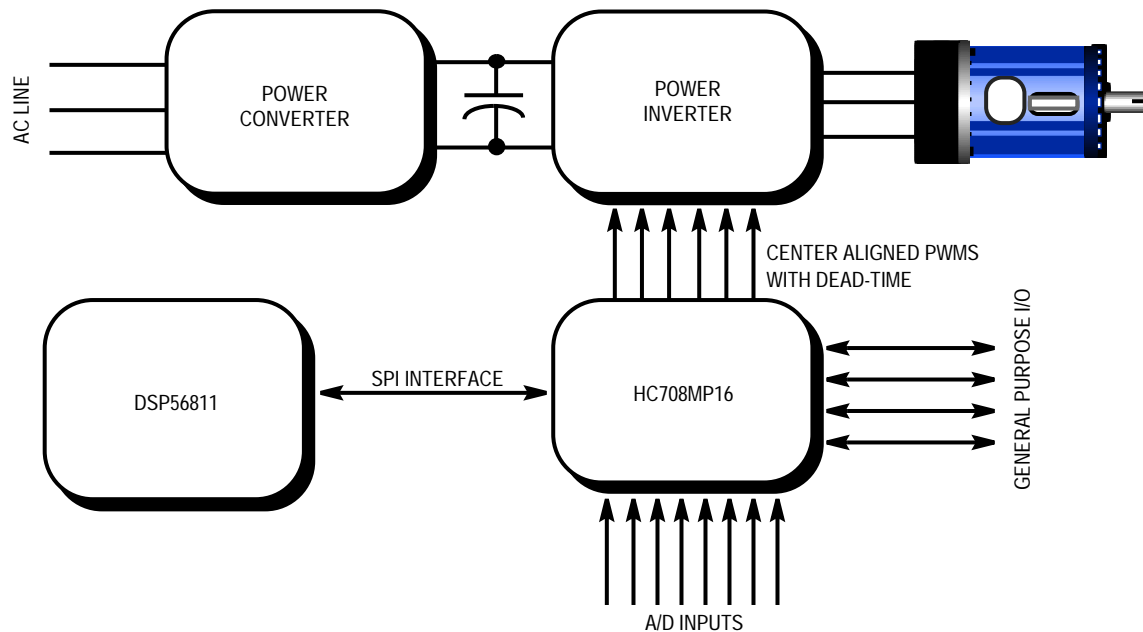 AC LINE
POWER
CONVERTER
POWER
INVERTER
CENTER ALIGNED PWMS
WITH DEAD-TIME
DSP56811
SPI INTERFACE
HC708MP16
GENERAL PURPOSE I/O
A/D INPUTS